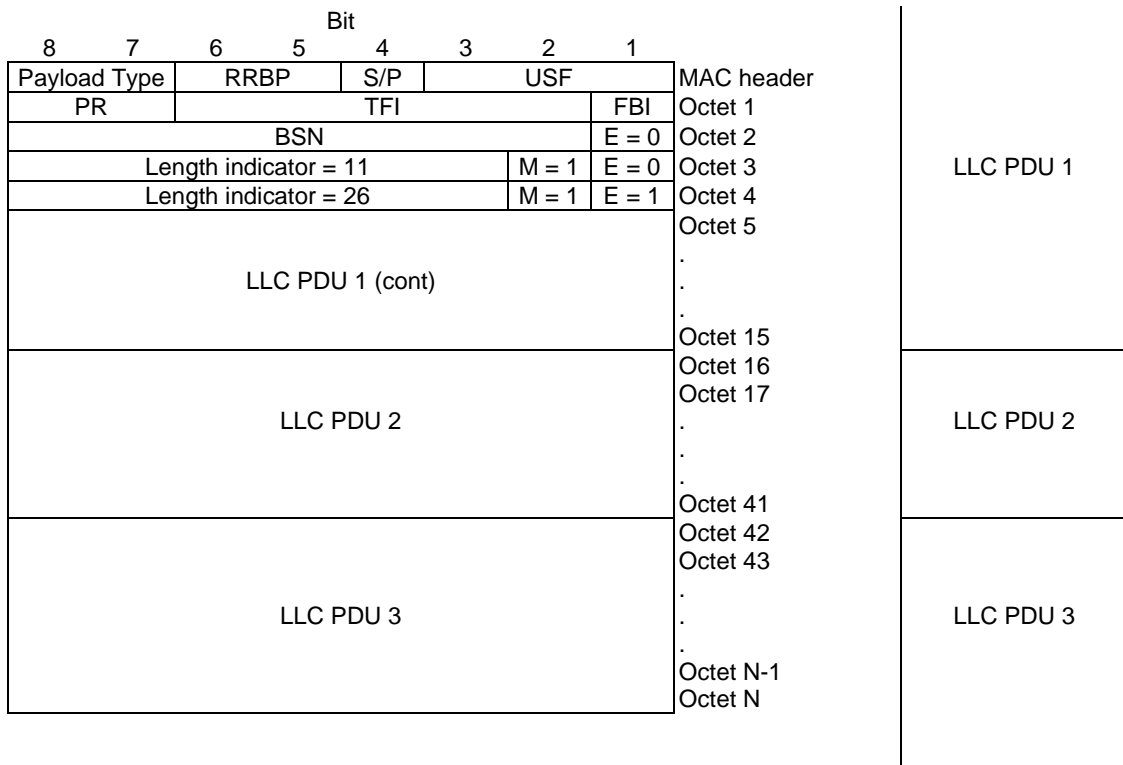 Bit
8 7 6 5 4 3 2 1
Payload Type RRBP S/P USF MAC header
PR TFI FBI Octet 1
BSN E = 0 Octet 2
Length indicator = 11 M = 1 E = 0 Octet 3 LLC PDU 1
Length indicator = 26 M = 1 E = 1 Octet 4
Octet 5
.
LLC PDU 1 (cont) .
.
Octet 15
Octet 16
Octet 17
LLC PDU 2 . LLC PDU 2
.
.
Octet 41
Octet 42
Octet 43
.
LLC PDU 3 . LLC PDU 3
.
Octet N-1
Octet N